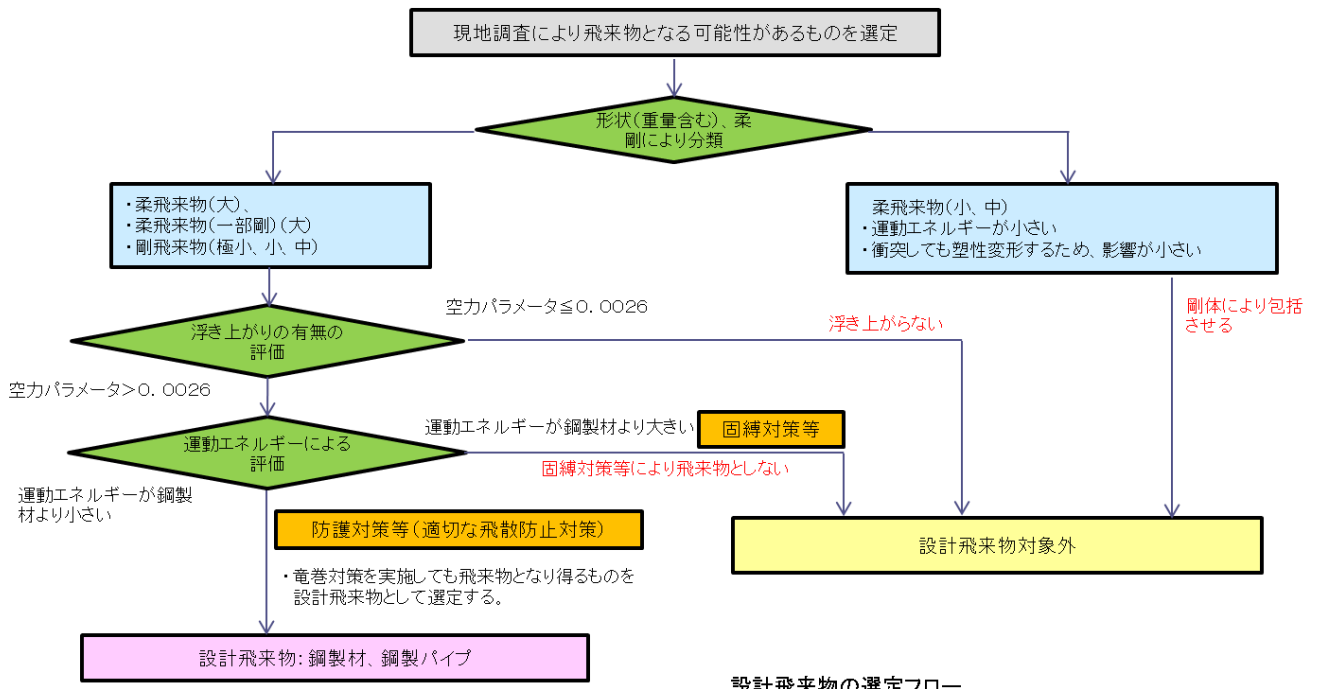 現地調査により飛来物となる可能性があるものを選定
形状(重量含む)、柔
剛により分類
・柔飛来物(大)、
・柔飛来物(一部剛)(大)
・剛飛来物(極小、小、中)
柔飛来物(小、中)
・運動エネルギーが小さい
・衝突しても塑性変形するため、影響が小さい
空力パラメータ≦0.0026
浮き上がらない
剛体により包括
させる
浮き上がりの有無の
評価
空力パラメータ>0.0026
運動エネルギーが鋼製材より大きい
固縛対策等
運動エネルギーによる
評価
固縛対策等により飛来物としない
運動エネルギーが鋼製
材より小さい
防護対策等(適切な飛散防止対策)
設計飛来物対象外
・竜巻対策を実施しても飛来物となり得るものを
設計飛来物として選定する。
設計飛来物:鋼製材、鋼製パイプ
設計飛来物の選定フロー